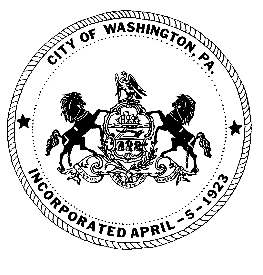 CITY OF WASHINGTON, PA.
INCORPORATED APRIL - 5 - 1923